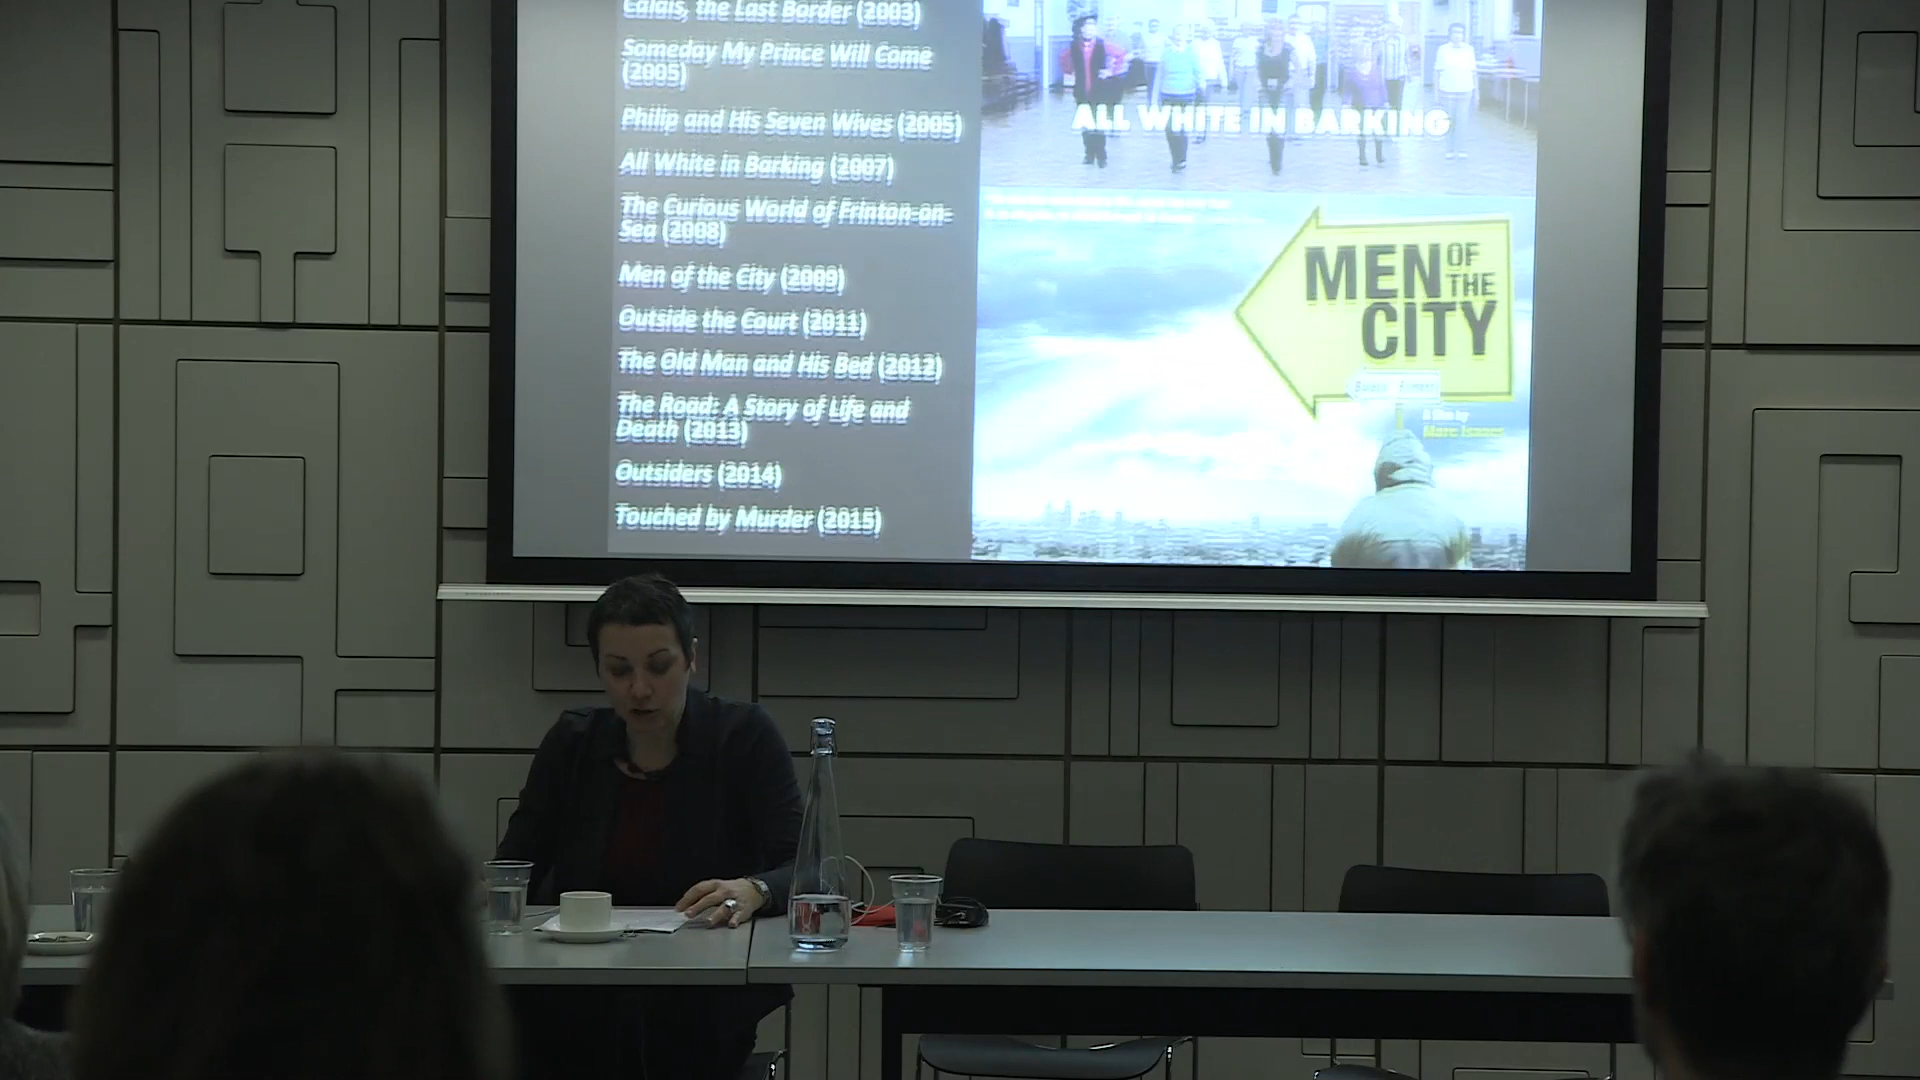 Calais, the Last Border (2003)
Someday My Prince Will Come
(2005)
Philip and His Seven Wives (2005)
All White in Barking (2007)
The Curious World of Frinton-on-
Sea (2008)
Men of the City (2009)
Outside the Court (2011)
The Old Man and His Bed (2012)
The Road: A Story of Life and
Death (2013)
Outsiders (2014)
Touched by Murder (2015)
ALL WHITE IN BARKING
MEN OF
THE
CITY
A film by
Marc Isaacs